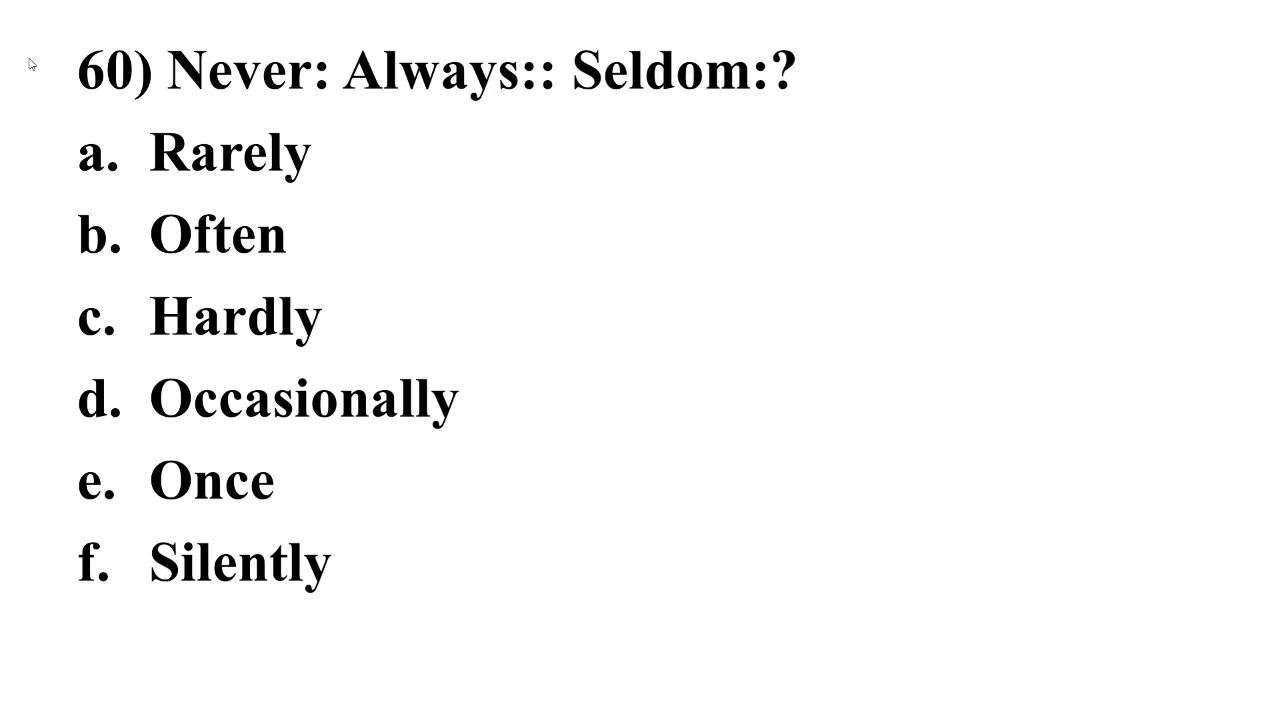 60) Never: Always:: Seldom:?
a. Rarely
b. Often
c. Hardly
d. Occasionally
e. Once
f. Silently